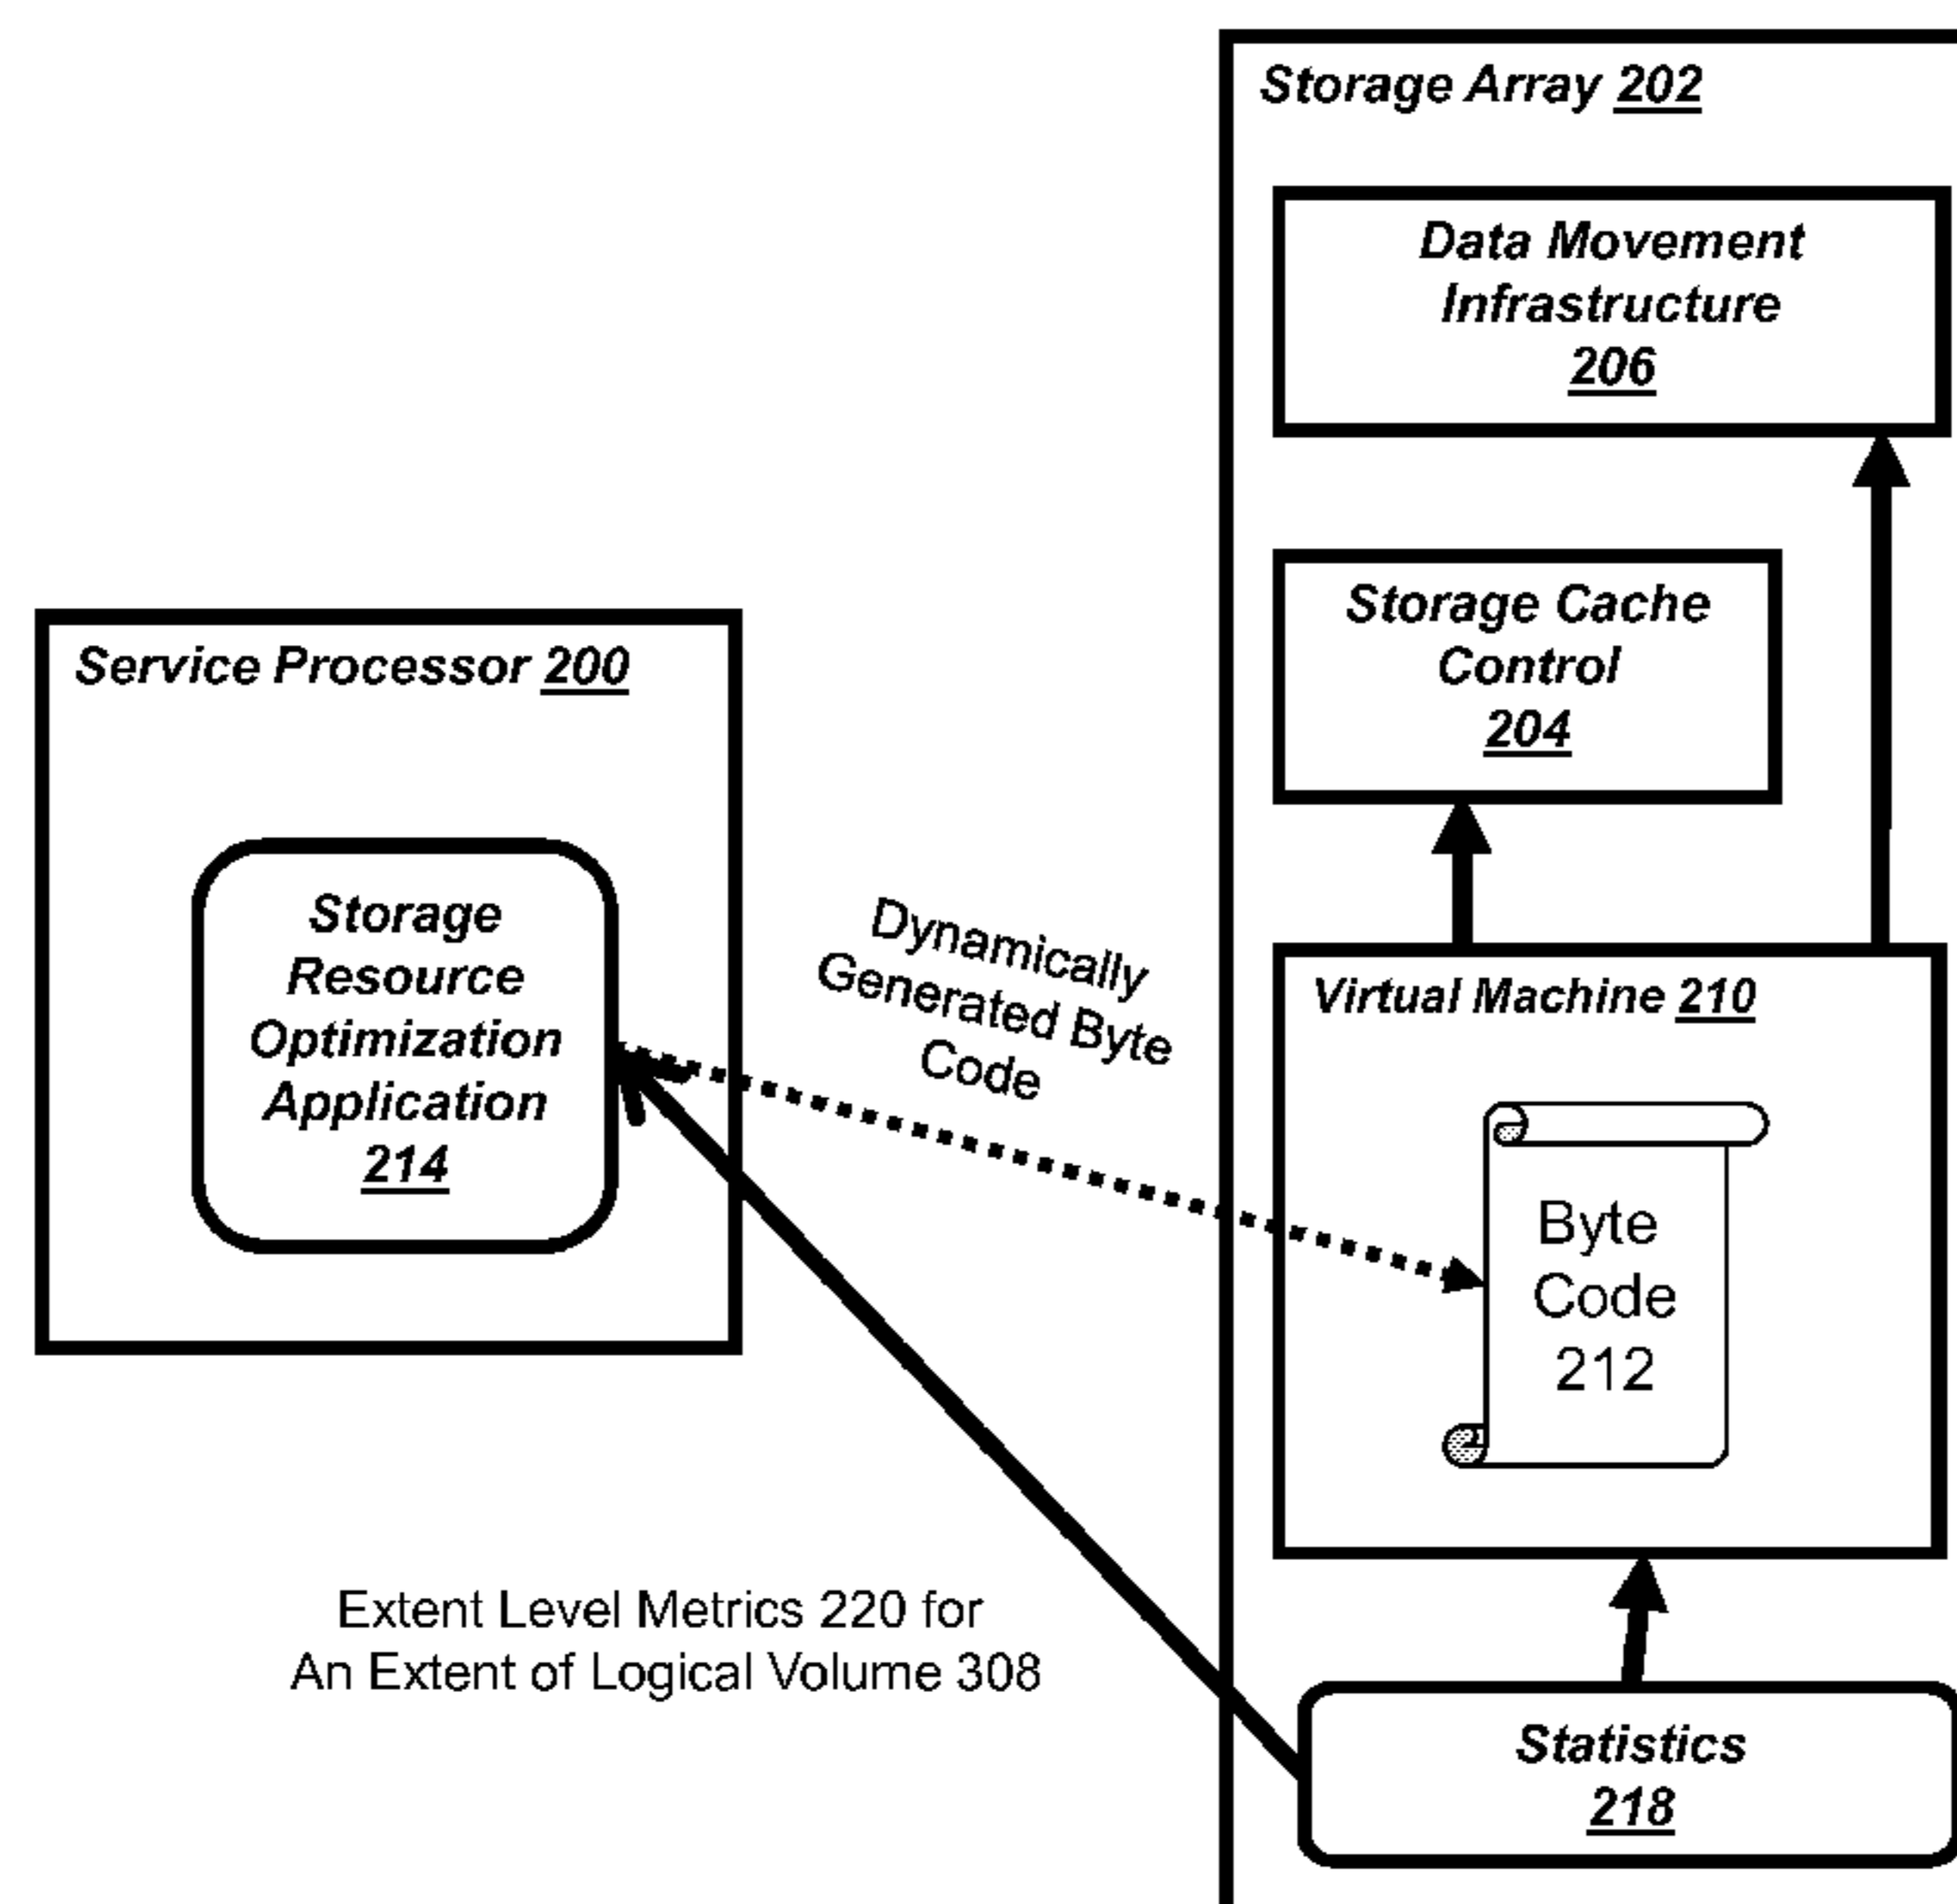 Storage Array 202
Data Movement
Infrastructure
206
Storage Cache
Control
204
Service Processor 200
Storage
Resource
Optimization
Application
214
Dynamically
Generated Byte
Code
Virtual Machine 210
Byte
Code
212
Extent Level Metrics 220 for
An Extent of Logical Volume 308
Statistics
218